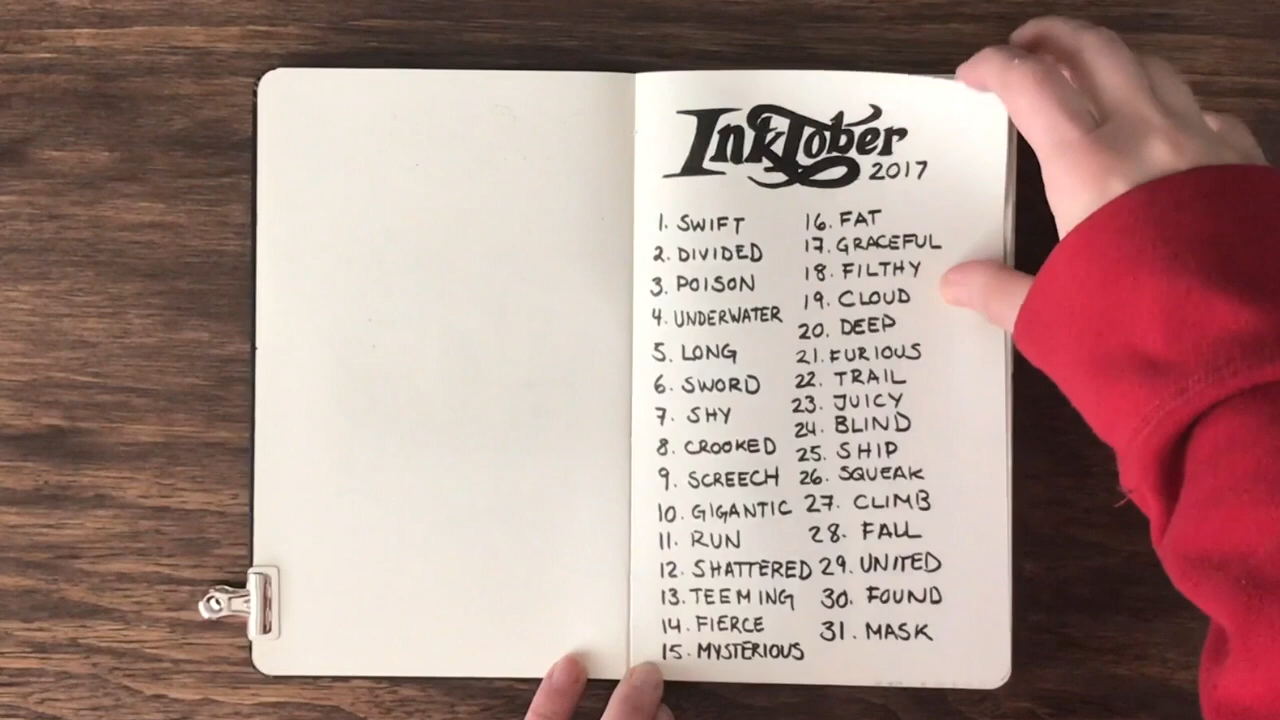 InkTober
2017
1. SWIFT
2. DIVIDED
3. POISON
4. UNDERWATER
5. LONG
6. SWORD
7. SHY
8. CROOKED
9. SCREECH
10. GIGANTIC
11. RUN
12. SHATTERED
13. TEEMING
14. FIERCE
15. MYSTERIOUS
16. FAT
17. GRACEFUL
18. FILTHY
19. CLOUD
20. DEEP
21. FURIOUS
22. TRAIL
23. JUICY
24. BLIND
25. SHIP
26. SQUEAK
27. CLIMB
28. FALL
29. UNITED
30. FOUND
31. MASK